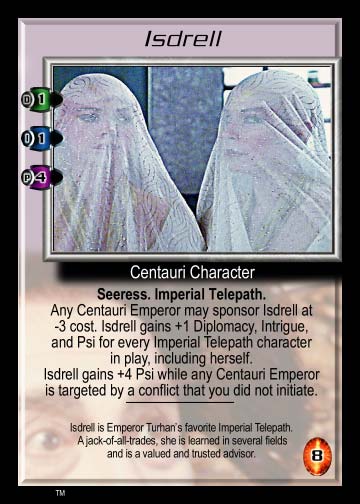 Isdrell
D 1
I 1
P 4
Centauri Character
Seeress. Imperial Telepath.
Any Centauri Emperor may sponsor Isdrell at
-3 cost. Isdrell gains +1 Diplomacy, Intrigue,
and Psi for every Imperial Telepath character
in play, including herself.
Isdrell gains +4 Psi while any Centauri Emperor
is targeted by a conflict that you did not initiate.
Isdrell is Emperor Turhan's favorite Imperial Telepath.
A jack-of-all-trades, she is learned in several fields
and is a valued and trusted advisor.
8
TM